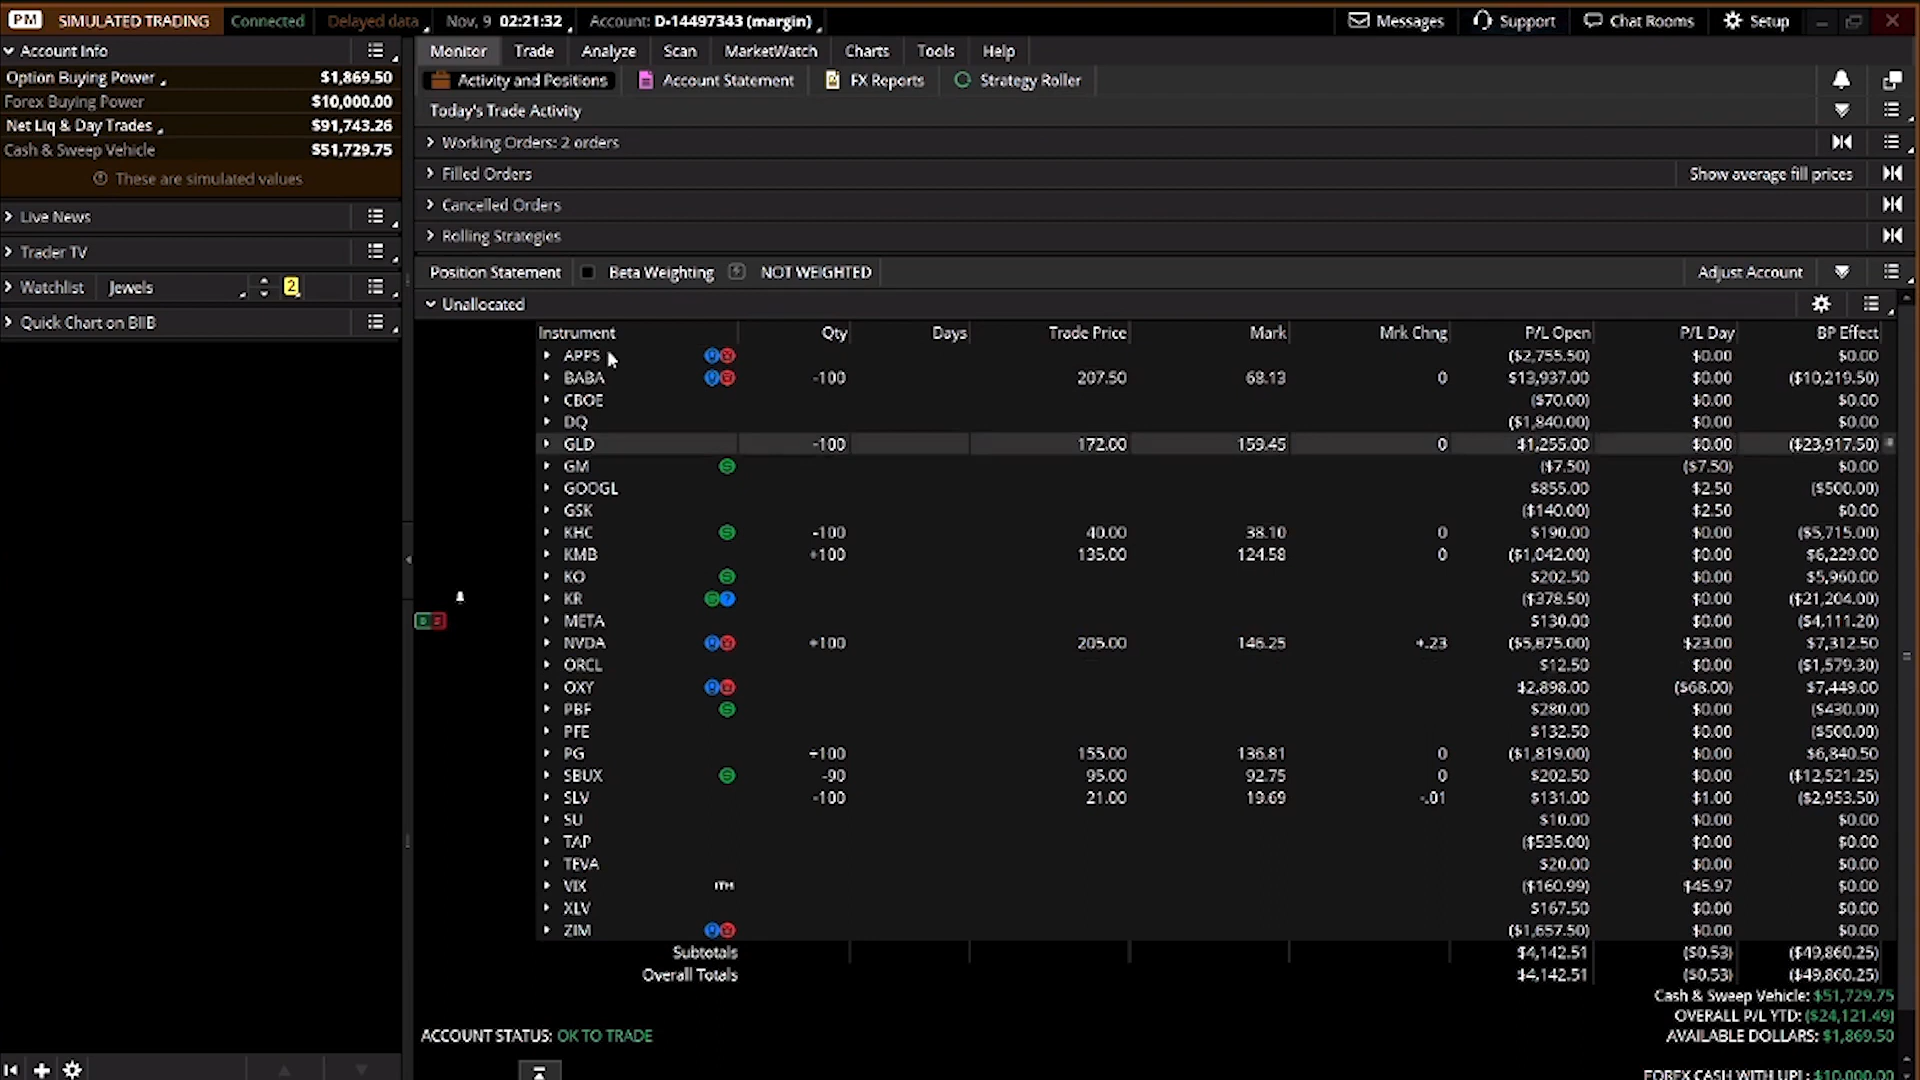 PM SIMULATED TRADING Connected Delayed data Nov, 9 02:21:32 Account: D-14497343 (margin) Messages Support Chat Rooms Setup
Account Info Monitor Trade Analyze Scan MarketWatch Charts Tools Help
Option Buying Power $1,869.50 Activity and Positions Account Statement FX Reports Strategy Roller
Forex Buying Power $10,000.00
Today's Trade Activity
Net Liq & Day Trades $91,743.26
Working Orders: 2 orders
Cash & Sweep Vehicle $51,729.75
These are simulated values
Filled Orders Show average fill prices
Cancelled Orders
Live News
Rolling Strategies
Trader TV
Position Statement Beta Weighting NOT WEIGHTED Adjust Account
Watchlist Jewels 2
Unallocated
Quick Chart on BIIB
Instrument Qty Days Trade Price Mark Mrk Chng P/L Open P/L Day BP Effect
APPS ($2,755.50) $0.00 $0.00
BABA -100 207.50 68.13 0 $13,937.00 $0.00 ($10,219.50)
CBOE ($70.00) $0.00 $0.00
DQ ($1,840.00) $0.00 $0.00
GLD -100 172.00 159.45 0 $1,255.00 $0.00 ($23,917.50)
GM ($7.50) ($7.50) $0.00
GOOGL $855.00 $2.50 ($500.00)
GSK ($140.00) $2.50 $0.00
KHC -100 40.00 38.10 0 $190.00 $0.00 ($5,715.00)
KMB +100 135.00 124.58 0 ($1,042.00) $0.00 $6,229.00
KO $202.50 $0.00 $5,960.00
KR ($378.50) $0.00 ($21,204.00)
META $130.00 $0.00 ($4,111.20)
NVDA +100 205.00 146.25 +.23 ($5,875.00) $23.00 $7,312.50
ORCL $12.50 $0.00 ($1,579.30)
OXY $2,898.00 ($68.00) $7,449.00
PBF $280.00 $0.00 ($430.00)
PFE $132.50 $0.00 ($500.00)
PG +100 155.00 136.81 0 ($1,819.00) $0.00 $6,840.50
SBUX -90 95.00 92.75 0 $202.50 $0.00 ($12,521.25)
SLV -100 21.00 19.69 -.01 $131.00 $1.00 ($2,953.50)
SU $10.00 $0.00 $0.00
TAP ($535.00) $0.00 $0.00
TEVA $20.00 $0.00 $0.00
VIX ITH ($160.99) $45.97 $0.00
XLV $167.50 $0.00 $0.00
ZIM ($1,657.50) $0.00 $0.00
Subtotals $4,142.51 ($0.53) ($49,860.25)
Overall Totals $4,142.51 ($0.53) ($49,860.25)
Cash & Sweep Vehicle: $51,729.75
OVERALL P/L YTD: ($24,121.49)
ACCOUNT STATUS: OK TO TRADE AVAILABLE DOLLARS: $1,869.50
FOREX CASH WITH UPL: $10,000.00